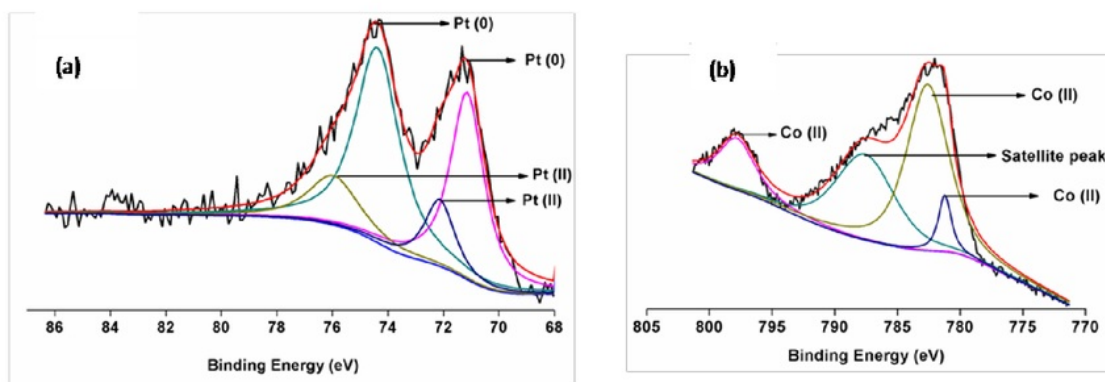 (a)
Pt (0)
Pt (0)
Pt (II)
Pt (II)
86 84 82 80 78 76 74 72 70 68
Binding Energy (eV)
(b)
Co (II)
Co (II)
Satellite peak
Co (II)
805 800 795 790 785 780 775 770
Binding Energy (eV)